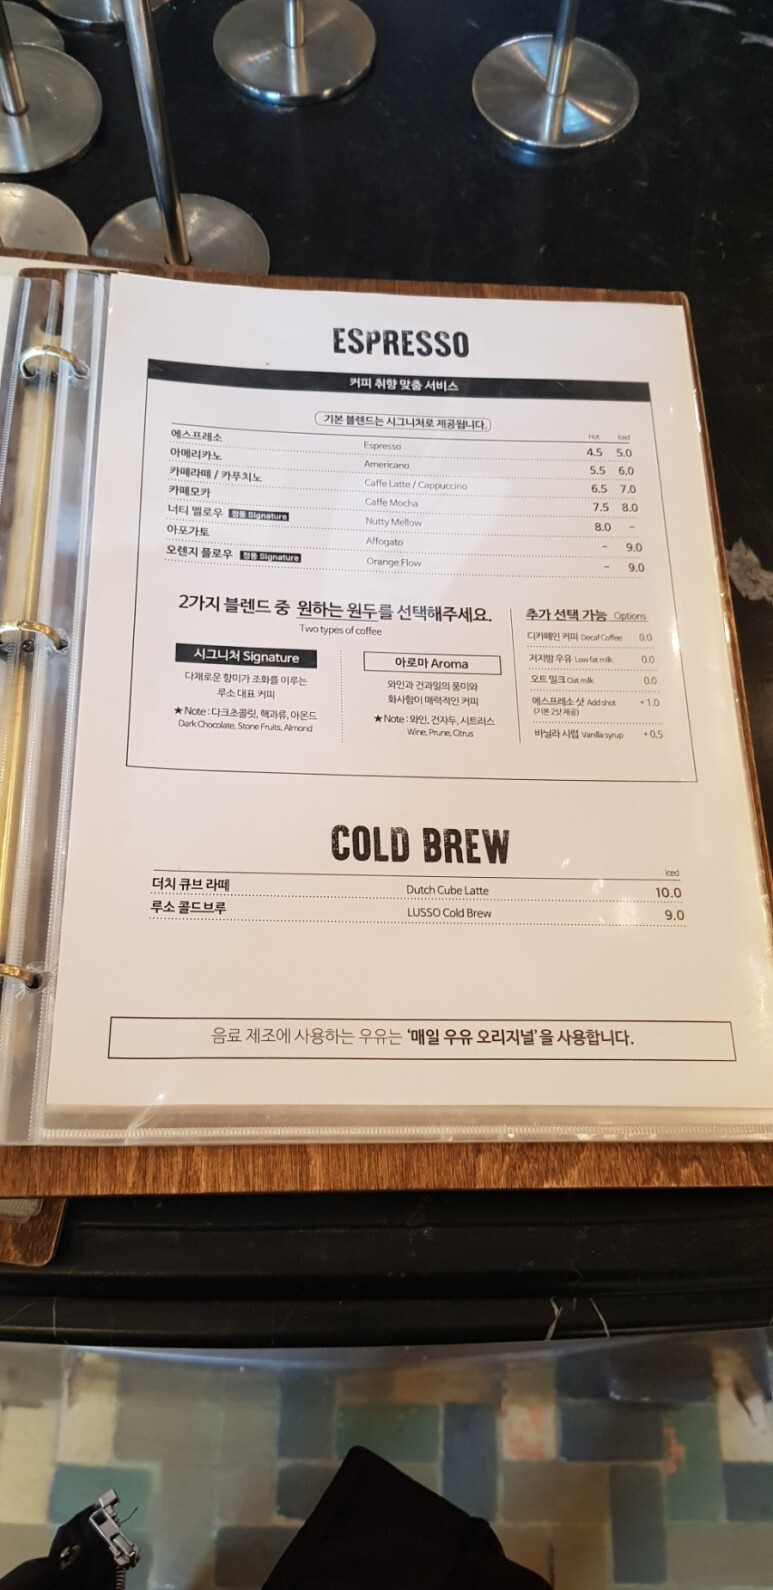 ESPRESSO
커피 취향 맞춤 서비스
기본 블렌드는 시그니처로 제공됩니다.
Hot Iced
에스프레소 Espresso 4.5 5.0
아메리카노 Americano 5.5 6.0
카페라떼 / 카푸치노 Caffe Latte / Cappuccino 6.5 7.0
카페모카 Caffe Mocha 7.5 8.0
너티 멜로우 정동 Signature Nutty Mellow 8.0 -
아포가토 Affogato - 9.0
오렌지 플로우 정동 Signature Orange Flow - 9.0
2가지 블렌드 중 원하는 원두를 선택해주세요.
Two types of coffee
시그니처 Signature
다채로운 향미가 조화를 이루는
루소 대표 커피
★ Note : 다크초콜릿, 핵과류, 아몬드
Dark Chocolate, Stone Fruits, Almond
아로마 Aroma
와인과 건과일의 풍미와
화사함이 매력적인 커피
★ Note : 와인, 건자두, 시트러스
Wine, Prune, Citrus
추가 선택 가능 Options
디카페인 커피 Decaf Coffee 0.0
저지방 우유 Low fat milk 0.0
오트 밀크 Oat milk 0.0
에스프레소 샷 Add shot +1.0
(기본 2샷 제공)
바닐라 시럽 Vanilla syrup +0.5
COLD BREW
Iced
더치 큐브 라떼 Dutch Cube Latte 10.0
루소 콜드브루 LUSSO Cold Brew 9.0
음료 제조에 사용하는 우유는 '매일 우유 오리지널'을 사용합니다.